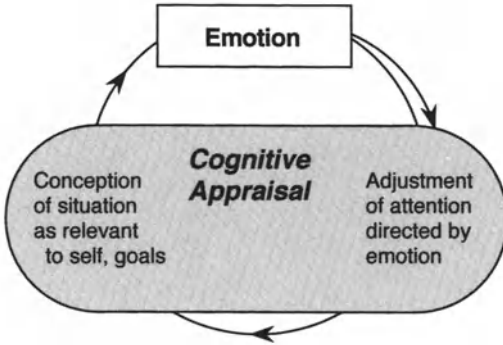 Emotion
Cognitive
Appraisal
Conception
of situation
as relevant
to self, goals
Adjustment
of attention
directed by
emotion